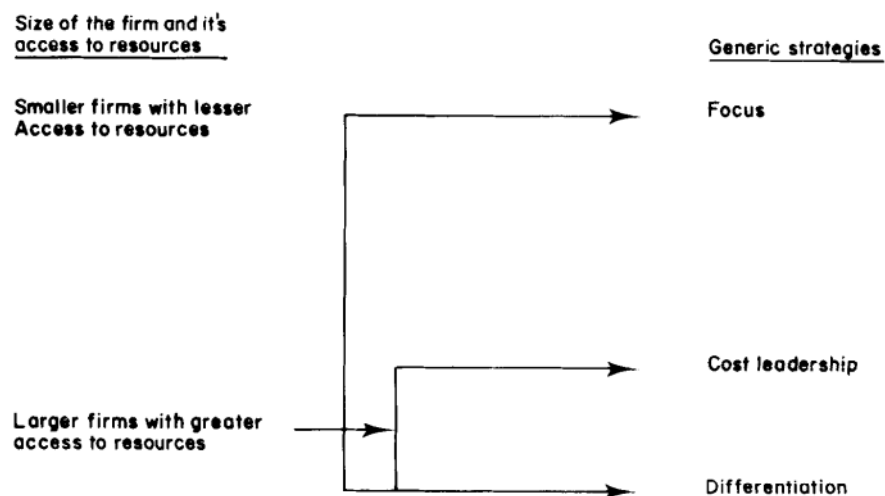 Size of the firm and it's
access to resources
Generic strategies
Smaller firms with lesser
Access to resources
Focus
Cost leadership
Larger firms with greater
access to resources
Differentiation